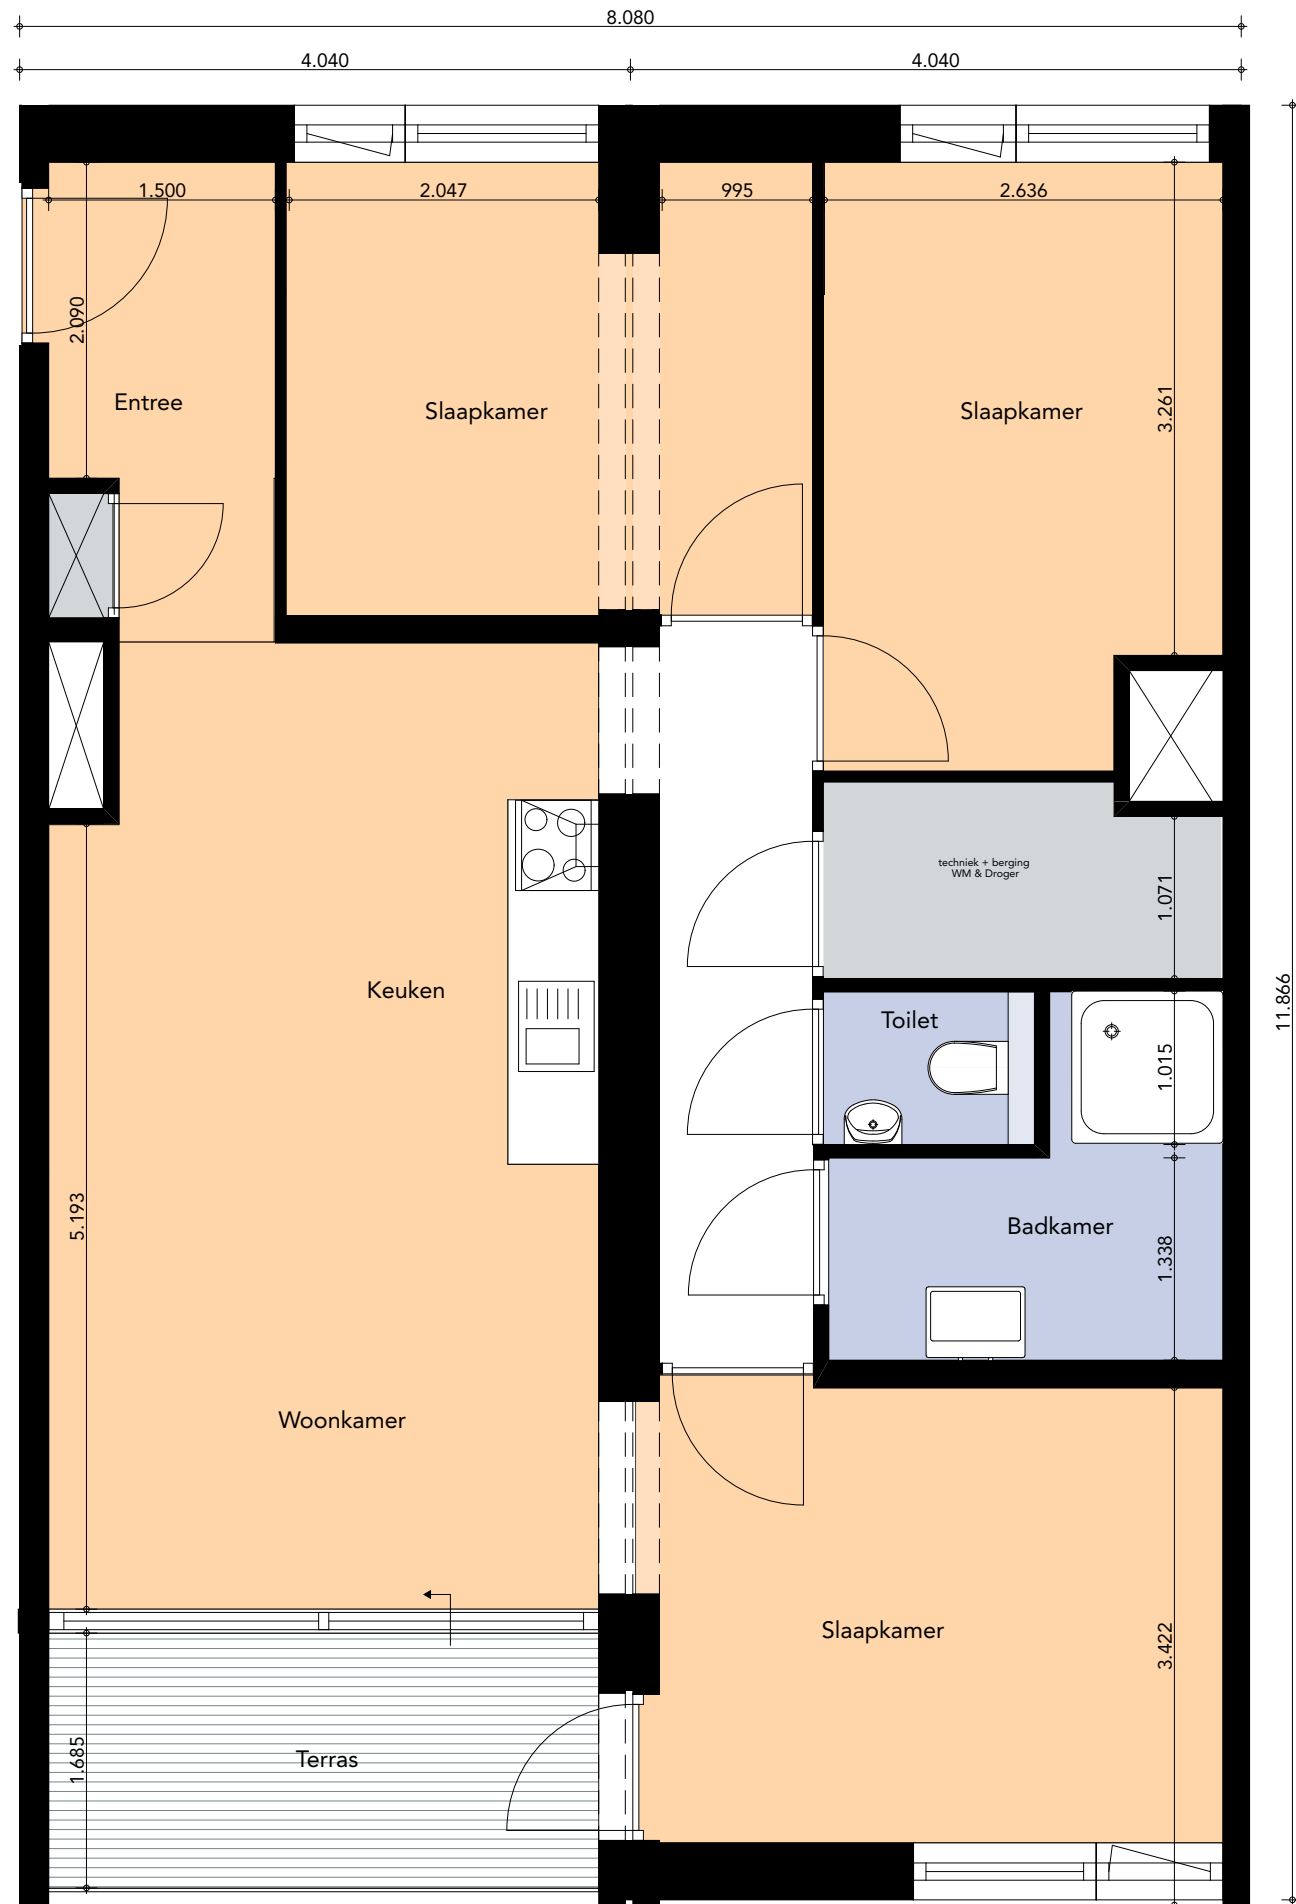 8.080
4.040
4.040
1.500
2.047
995
2.636
2.090
Entree
Slaapkamer
Slaapkamer
3.261
techniek + berging
WM & Droger
1.071
Keuken
11.866
Toilet
1.015
5.193
Badkamer
1.338
Woonkamer
Slaapkamer
3.422
Terras
1.685